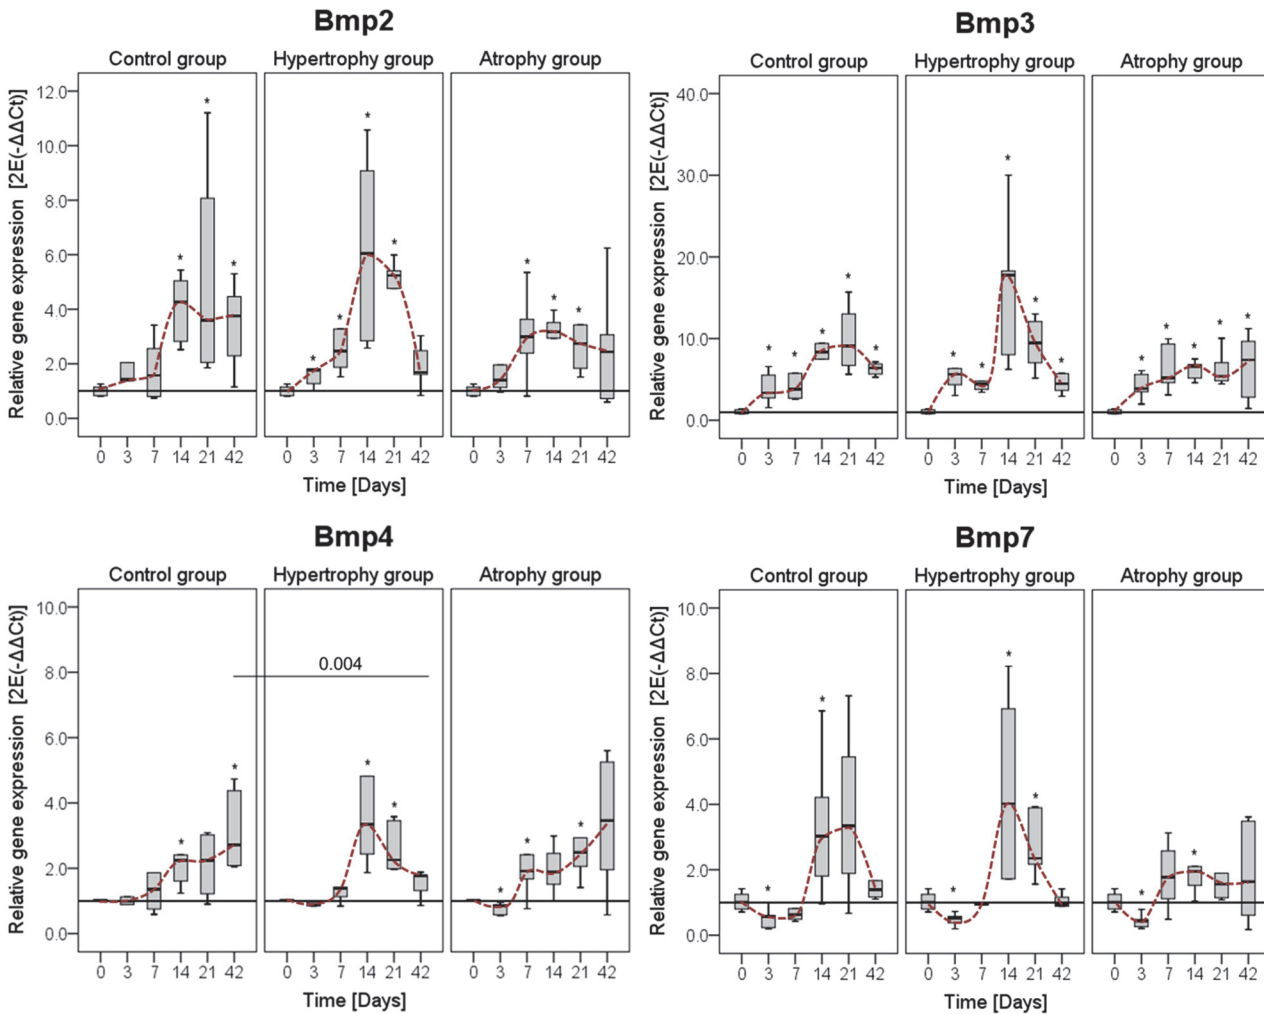 Bmp2
Control group Hypertrophy group Atrophy group
Relative gene expression [2E(-ΔΔCt)]
12.0
*
*
10.0
8.0
*
*
*
*
6.0
*
*
*
4.0
*
*
2.0
0.0
0 3 7 14 21 42 0 3 7 14 21 42 0 3 7 14 21 42
Time [Days]
Bmp3
Control group Hypertrophy group Atrophy group
Relative gene expression [2E(-ΔΔCt)]
40.0
*
30.0
20.0
* * * * * * * * * * * * * *
10.0
0.0
0 3 7 14 21 42 0 3 7 14 21 42 0 3 7 14 21 42
Time [Days]
Bmp4
Control group Hypertrophy group Atrophy group
Relative gene expression [2E(-ΔΔCt)]
10.0
0.004
8.0
6.0
* *
4.0
* * * *
2.0
*
0.0
0 3 7 14 21 42 0 3 7 14 21 42 0 3 7 14 21 42
Time [Days]
Bmp7
Control group Hypertrophy group Atrophy group
Relative gene expression [2E(-ΔΔCt)]
10.0
*
8.0
*
6.0
*
4.0
*
2.0
* * *
0.0
0 3 7 14 21 42 0 3 7 14 21 42 0 3 7 14 21 42
Time [Days]